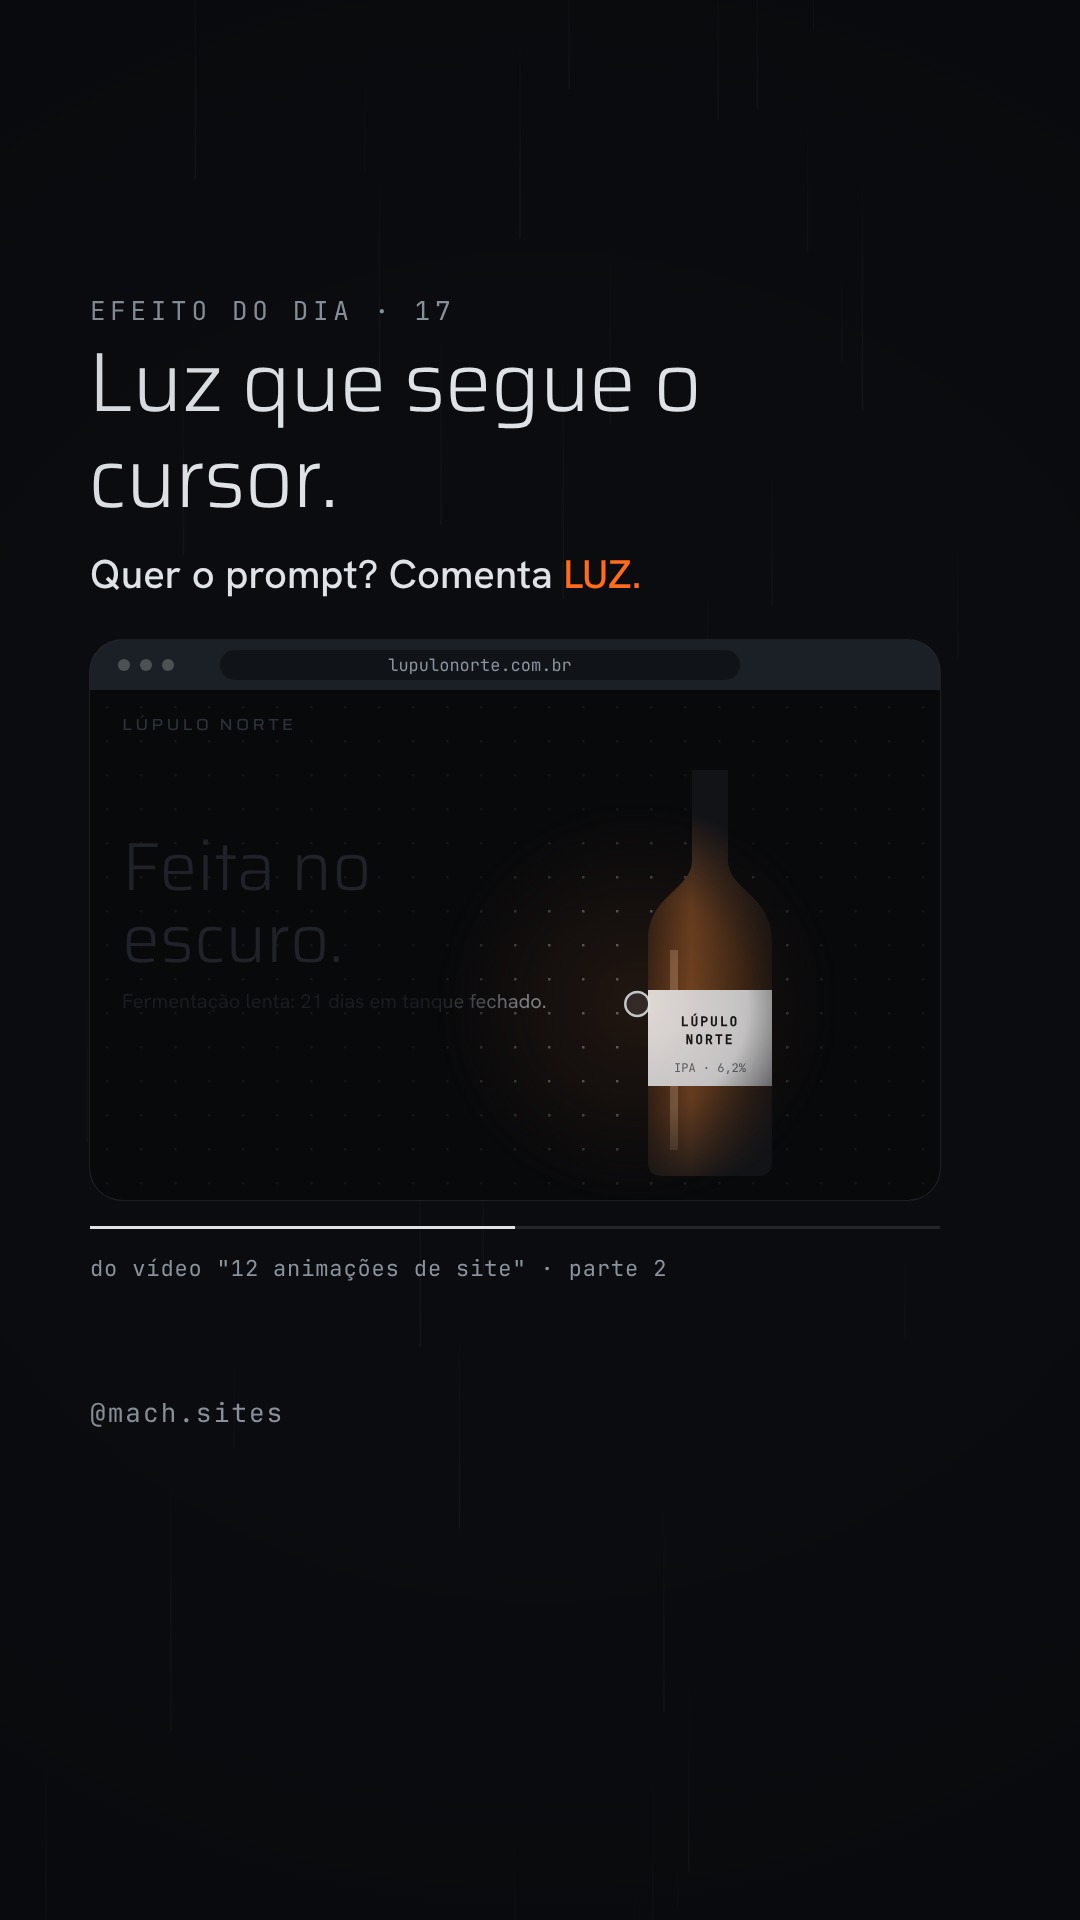 EFEITO DO DIA · 17
Luz que segue o
cursor.
Quer o prompt? Comenta LUZ.
lupulonorte.com.br
LÚPULO NORTE
Feita no
escuro.
Fermentação lenta: 21 dias em tanque fechado.
LÚPULO
NORTE
IPA · 6,2%
do vídeo "12 animações de site" · parte 2
@mach.sites